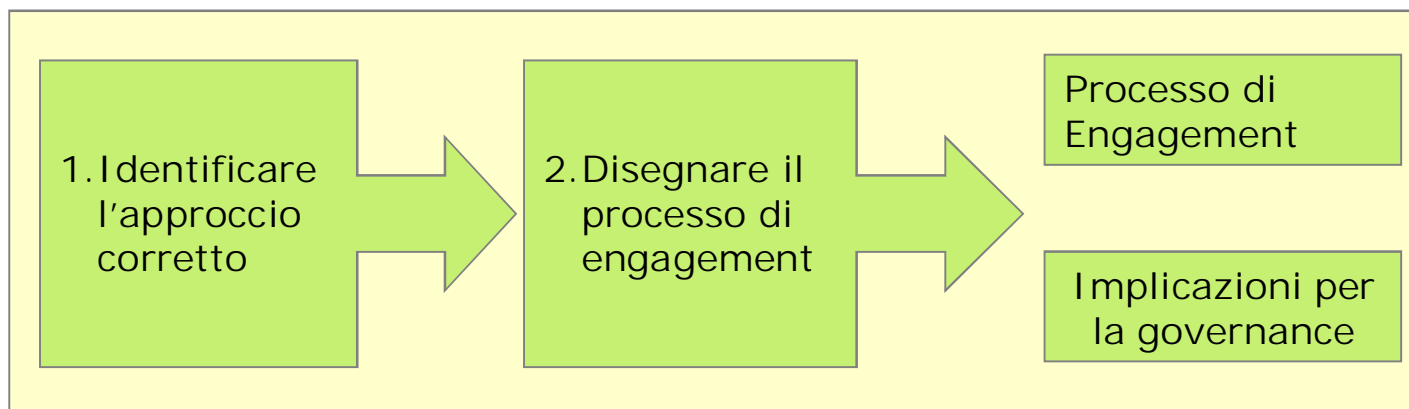 1.Identificare
l'approccio
corretto
2.Disegnare il
processo di
engagement
Processo di
Engagement
Implicazioni per
la governance